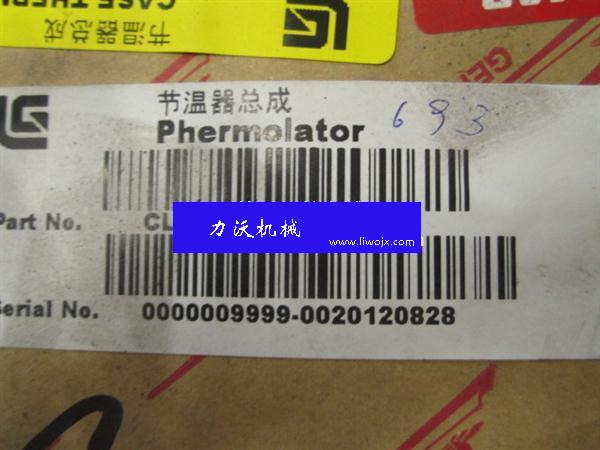 节温器总成
CASE THERM
节温器总成
Phermolator
693
Part No. CL
力沃机械
www.liwojx.com
Serial No. 0000009999-0020120828